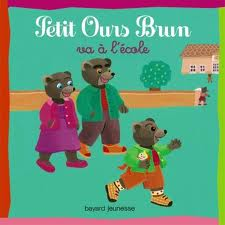 Petit Ours Brun
va à l'école
bayard jeunesse